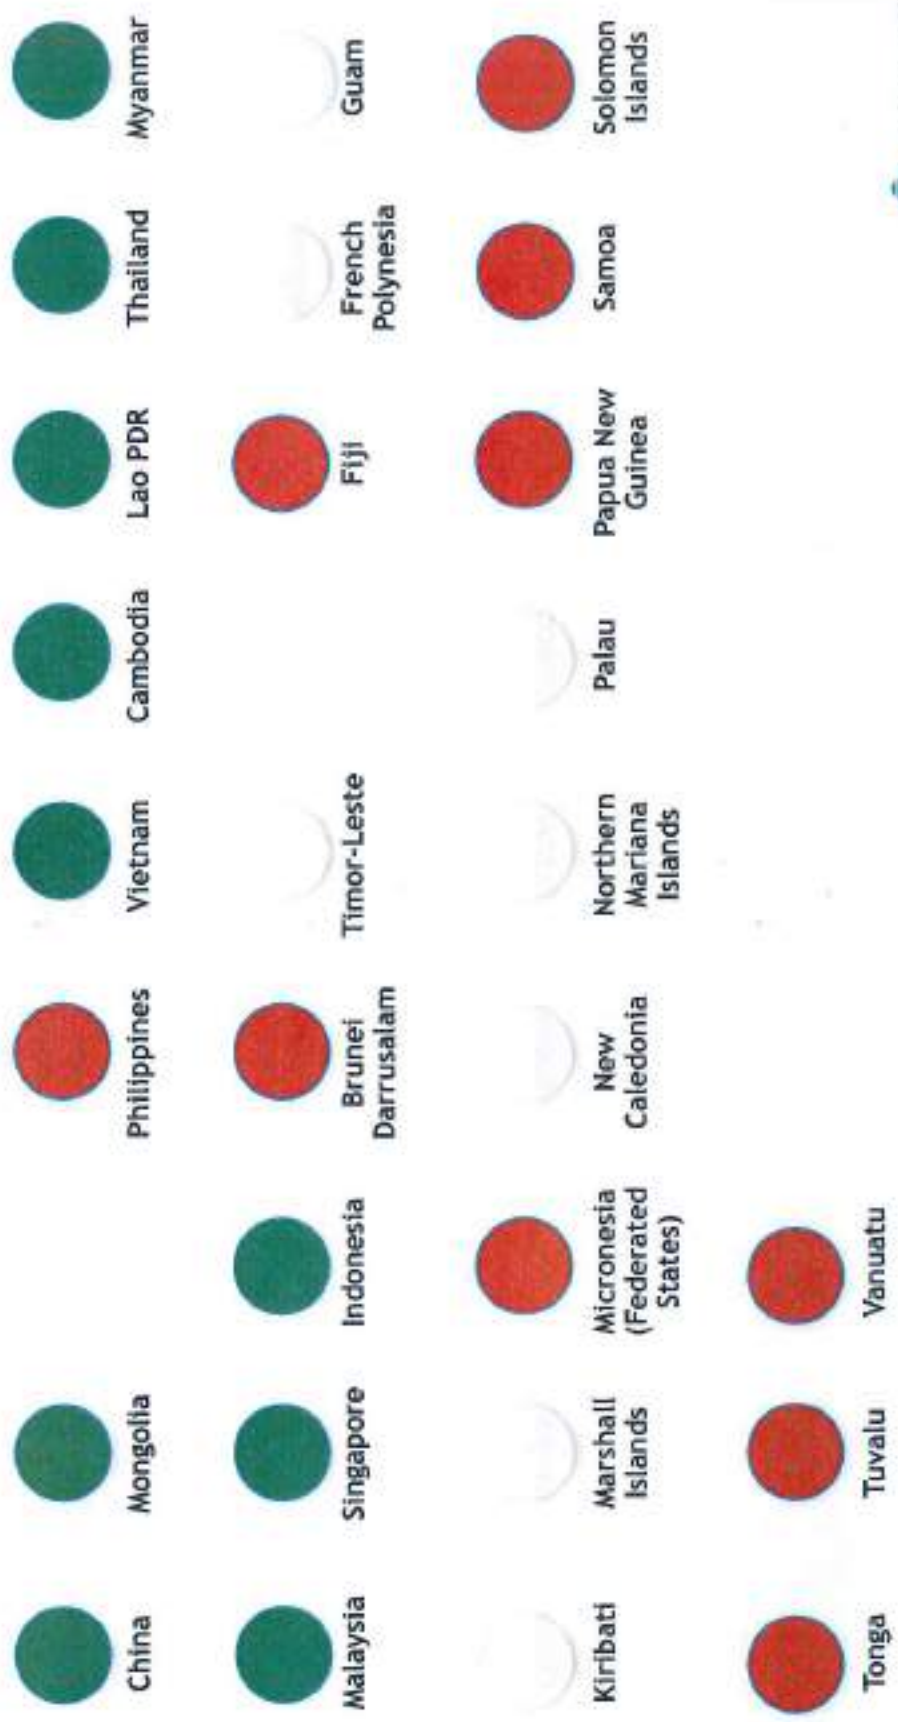 China
Mongolia
Philippines
Vietnam
Cambodia
Lao PDR
Thailand
Myanmar
Malaysia
Singapore
Indonesia
Brunei
Darrusalam
Timor-Leste
Fiji
French
Polynesia
Guam
Kiribati
Marshall
Islands
Micronesia
(Federated
States)
New
Caledonia
Northern
Mariana
Islands
Palau
Papua New
Guinea
Samoa
Solomon
Islands
Tonga
Tuvalu
Vanuatu